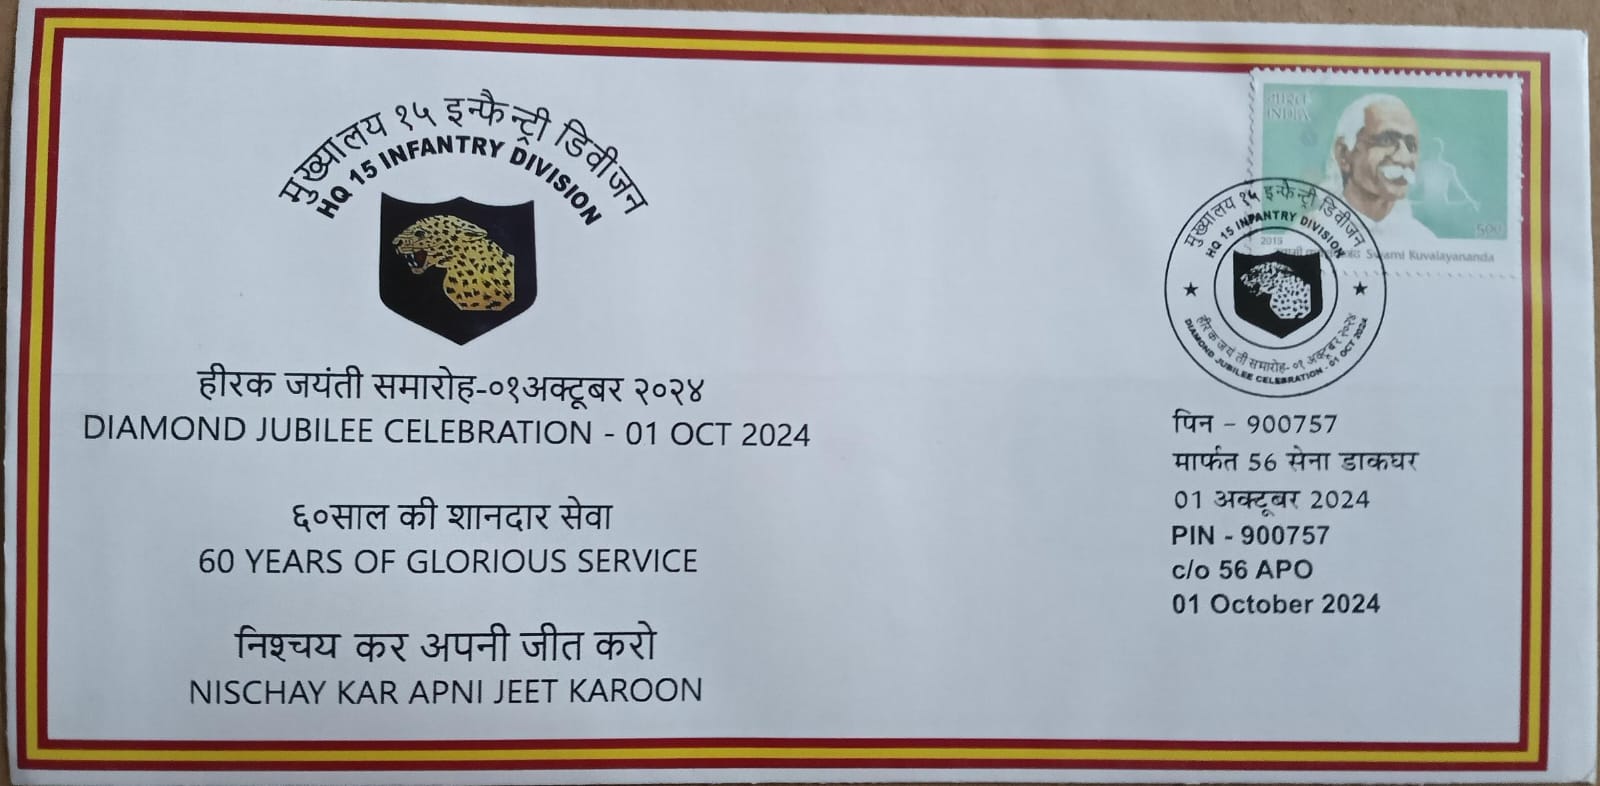 मुख्यालय १५ इन्फैन्ट्री डिवीजन
HQ 15 INFANTRY DIVISION
हीरक जयंती समारोह-०१अक्टूबर २०२४
DIAMOND JUBILEE CELEBRATION - 01 OCT 2024
६०साल की शानदार सेवा
60 YEARS OF GLORIOUS SERVICE
निश्चय कर अपनी जीत करो
NISCHAY KAR APNI JEET KAROON
भारत
INDIA
500
2019
Swami Kuvalayananda
मुख्यालय १५ इन्फैन्ट्री डिवीजन
HQ 15 INFANTRY DIVISION
हीरक जयंती समारोह- ०१ अक्टूबर २०२४
DIAMOND JUBILEE CELEBRATION - 01 OCT 2024
पिन - 900757
मार्फत 56 सेना डाकघर
01 अक्टूबर 2024
PIN - 900757
c/o 56 APO
01 October 2024